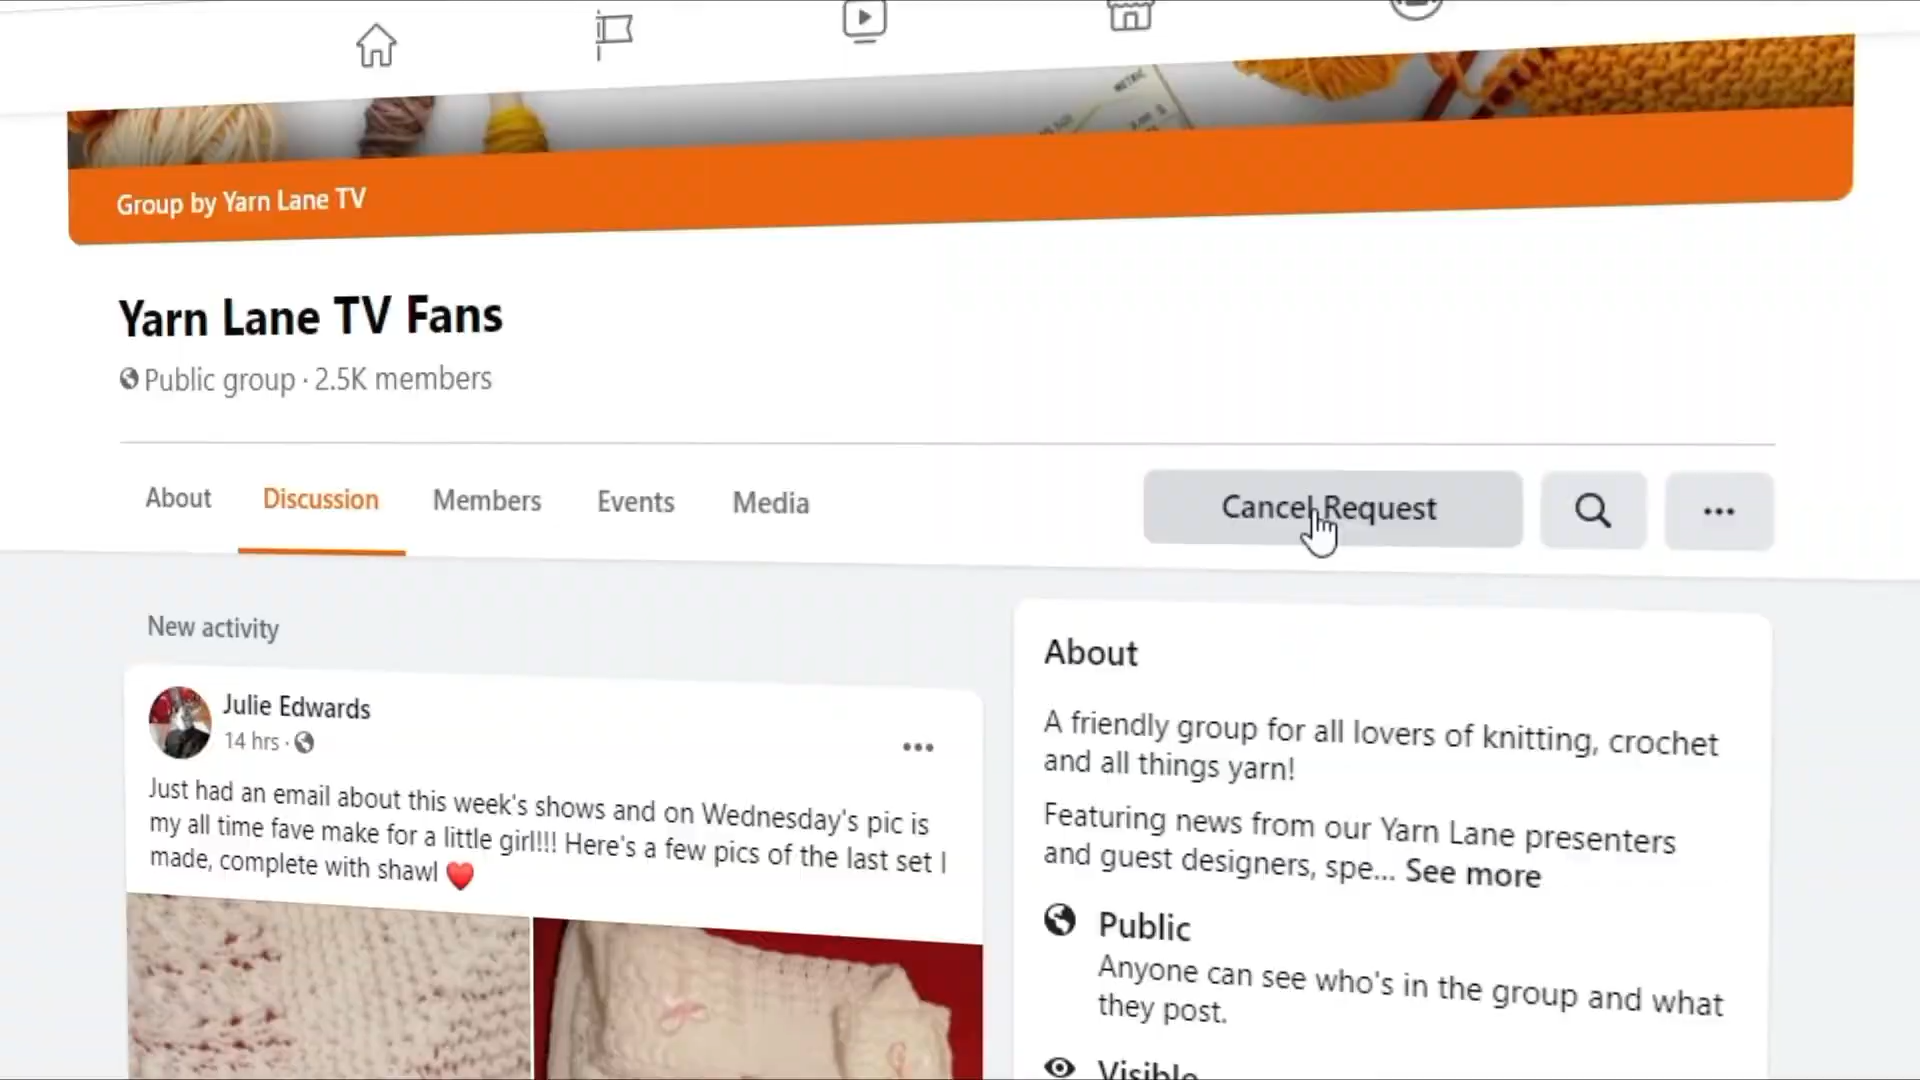 METRIC
Group by Yarn Lane TV
Yarn Lane TV Fans
Public group · 2.5K members
About
Discussion
Members
Events
Media
Cancel Request
New activity
Julie Edwards
14 hrs ·
Just had an email about this week's shows and on Wednesday's pic is
my all time fave make for a little girl!!! Here's a few pics of the last set I
made, complete with shawl ❤️
About
A friendly group for all lovers of knitting, crochet
and all things yarn!
Featuring news from our Yarn Lane presenters
and guest designers, spe... See more
Public
Anyone can see who's in the group and what
they post.
Visible